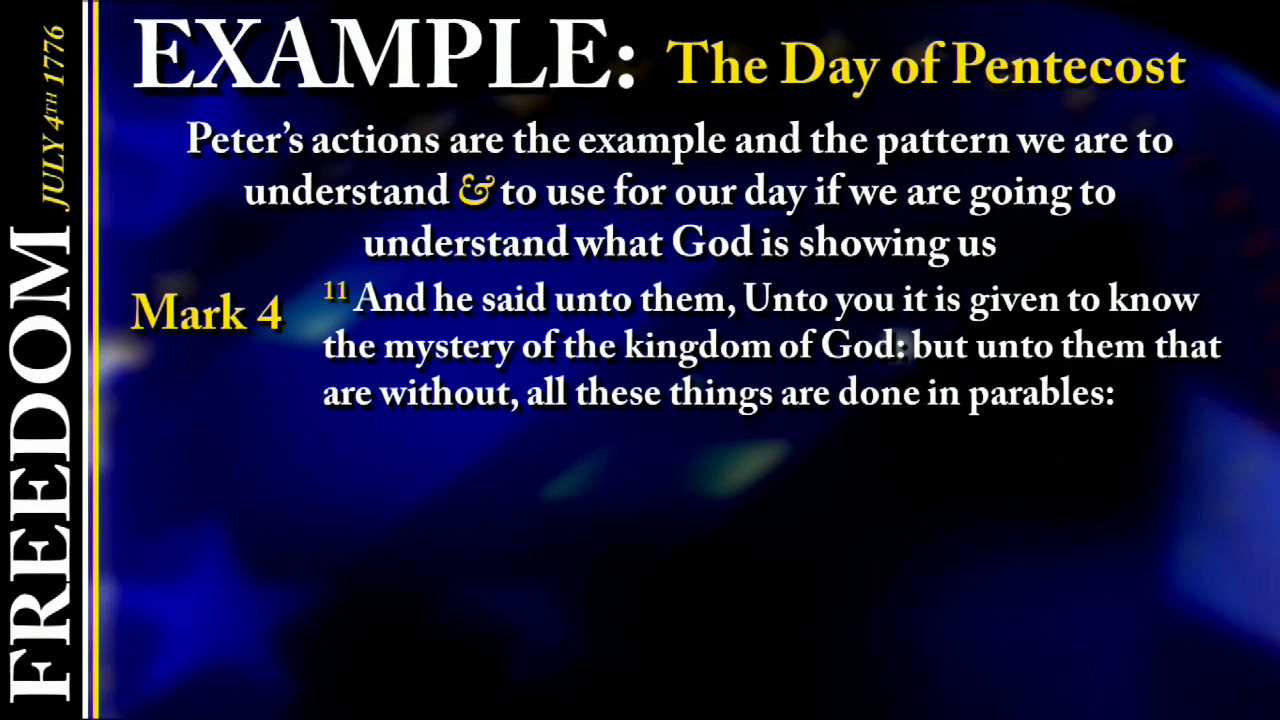 FREEDOM JULY 4TH 1776
EXAMPLE: The Day of Pentecost
Peter's actions are the example and the pattern we are to
understand & to use for our day if we are going to
understand what God is showing us
Mark 4
11 And he said unto them, Unto you it is given to know
the mystery of the kingdom of God: but unto them that
are without, all these things are done in parables: